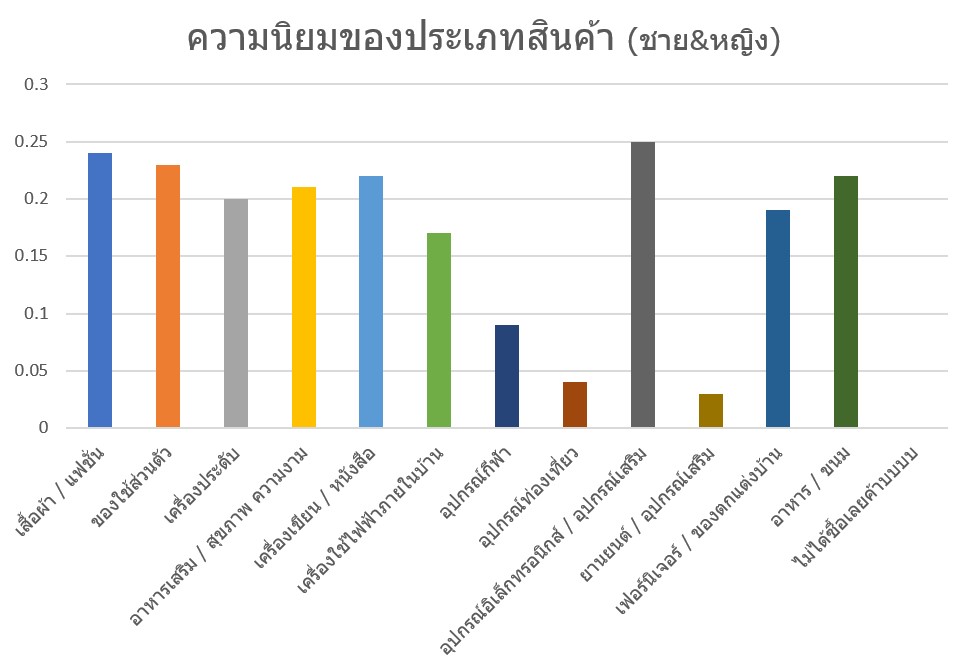 ความนิยมของประเภทสินค้า (ชาย&หญิง)
0.3
0.25
0.2
0.15
0.1
0.05
0
เสื้อผ้า / แฟชั่น
ของใช้ส่วนตัว
เครื่องประดับ
อาหารเสริม / สุขภาพ ความงาม
เครื่องเขียน / หนังสือ
เครื่องใช้ไฟฟ้าภายในบ้าน
อุปกรณ์กีฬา
อุปกรณ์ท่องเที่ยว
อุปกรณ์อิเล็กทรอนิกส์ / อุปกรณ์เสริม
ยานยนต์ / อุปกรณ์เสริม
เฟอร์นิเจอร์ / ของตกแต่งบ้าน
อาหาร / ขนม
ไม่ได้ซื้อเลยค้าบบบบ